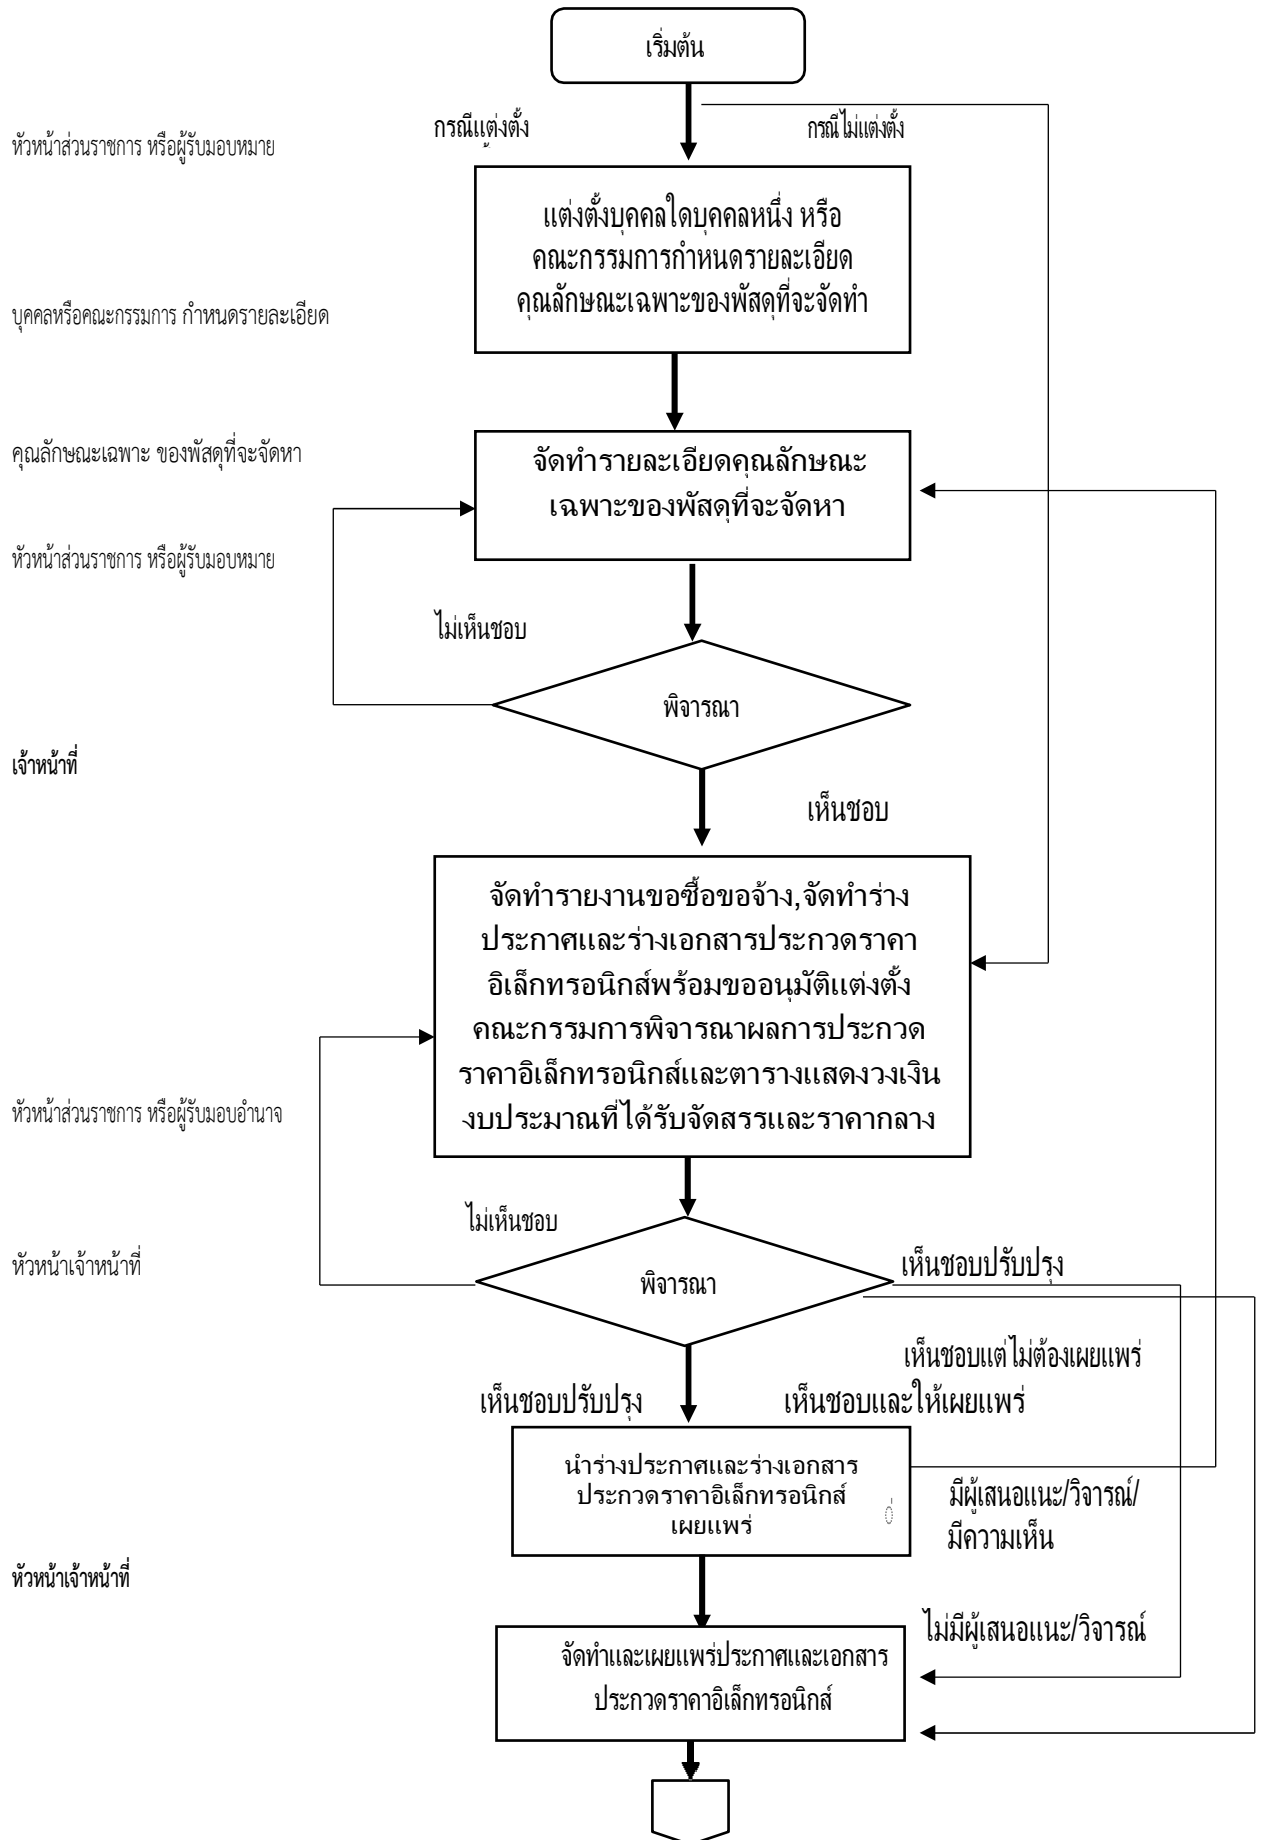 เริ่มต้น
กรณีแต่งตั้ง
กรณีไม่แต่งตั้ง
หัวหน้าส่วนราชการ หรือผู้รับมอบหมาย
แต่งตั้งบุคคลใดบุคคลหนึ่ง หรือ
คณะกรรมการกำหนดรายละเอียด
คุณลักษณะเฉพาะของพัสดุที่จะจัดทำ
บุคคลหรือคณะกรรมการ กำหนดรายละเอียด
คุณลักษณะเฉพาะ ของพัสดุที่จะจัดหา
จัดทำรายละเอียดคุณลักษณะ
เฉพาะของพัสดุที่จะจัดหา
หัวหน้าส่วนราชการ หรือผู้รับมอบหมาย
ไม่เห็นชอบ
พิจารณา
เจ้าหน้าที่
เห็นชอบ
จัดทำรายงานขอซื้อขอจ้าง,จัดทำร่าง
ประกาศและร่างเอกสารประกวดราคา
อิเล็กทรอนิกส์พร้อมขออนุมัติแต่งตั้ง
คณะกรรมการพิจารณาผลการประกวด
ราคาอิเล็กทรอนิกส์และตารางแสดงวงเงิน
งบประมาณที่ได้รับจัดสรรและราคากลาง
หัวหน้าส่วนราชการ หรือผู้รับมอบอำนาจ
ไม่เห็นชอบ
หัวหน้าเจ้าหน้าที่
พิจารณา
เห็นชอบปรับปรุง
เห็นชอบแต่ไม่ต้องเผยแพร่
เห็นชอบปรับปรุง
เห็นชอบและให้เผยแพร่
นำร่างประกาศและร่างเอกสาร
ประกวดราคาอิเล็กทรอนิกส์
เผยแพร่
มีผู้เสนอแนะ/วิจารณ์/
มีความเห็น
หัวหน้าเจ้าหน้าที่
ไม่มีผู้เสนอแนะ/วิจารณ์
จัดทำและเผยแพร่ประกาศและเอกสาร
ประกวดราคาอิเล็กทรอนิกส์